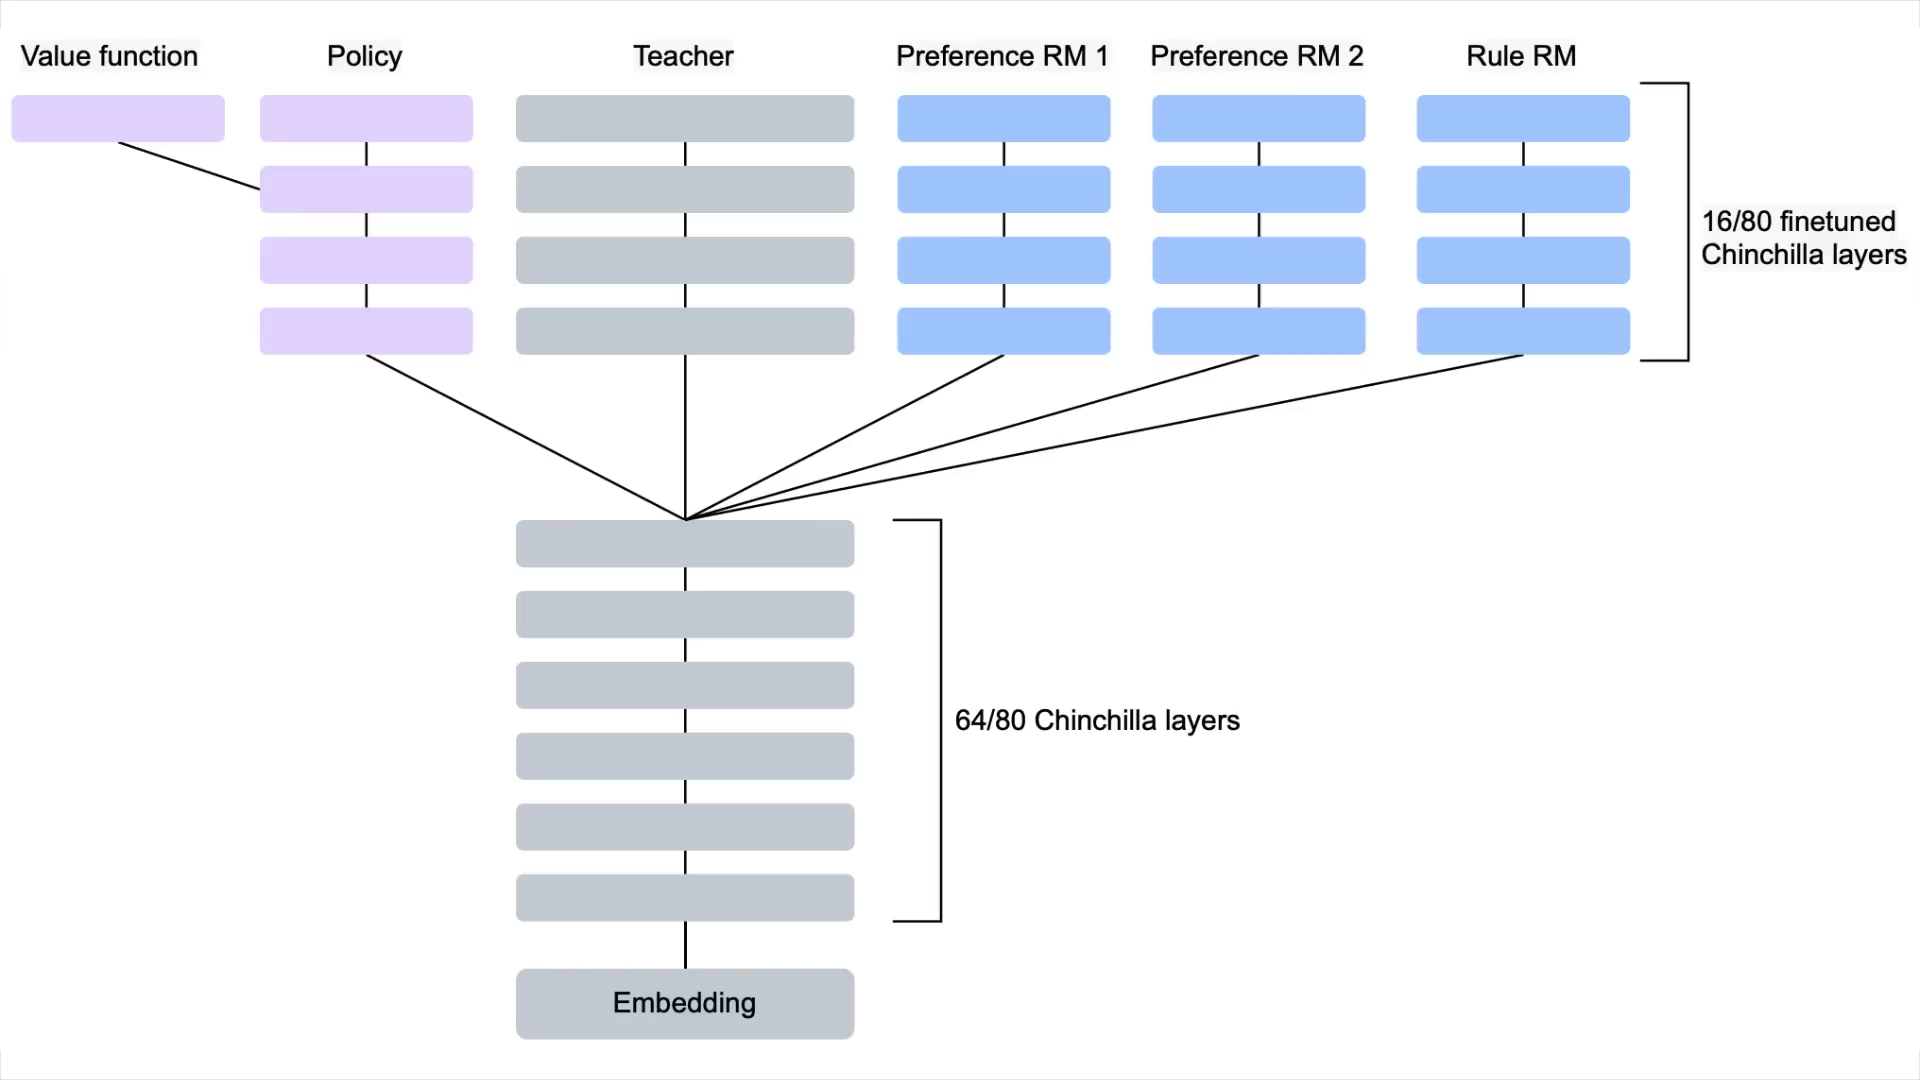 Value function
Policy
Teacher
Preference RM 1
Preference RM 2
Rule RM
16/80 finetuned
Chinchilla layers
64/80 Chinchilla layers
Embedding